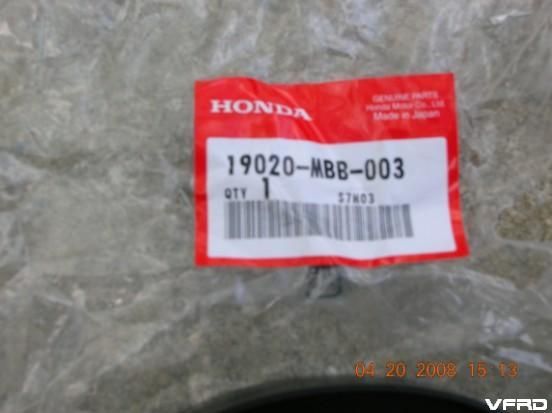 HONDA
GENUINE PARTS
Honda Motor Co., Ltd.
Made in Japan
19020-MBB-003
QTY 1 S7H03
04 20 2008 15 13
VFRD